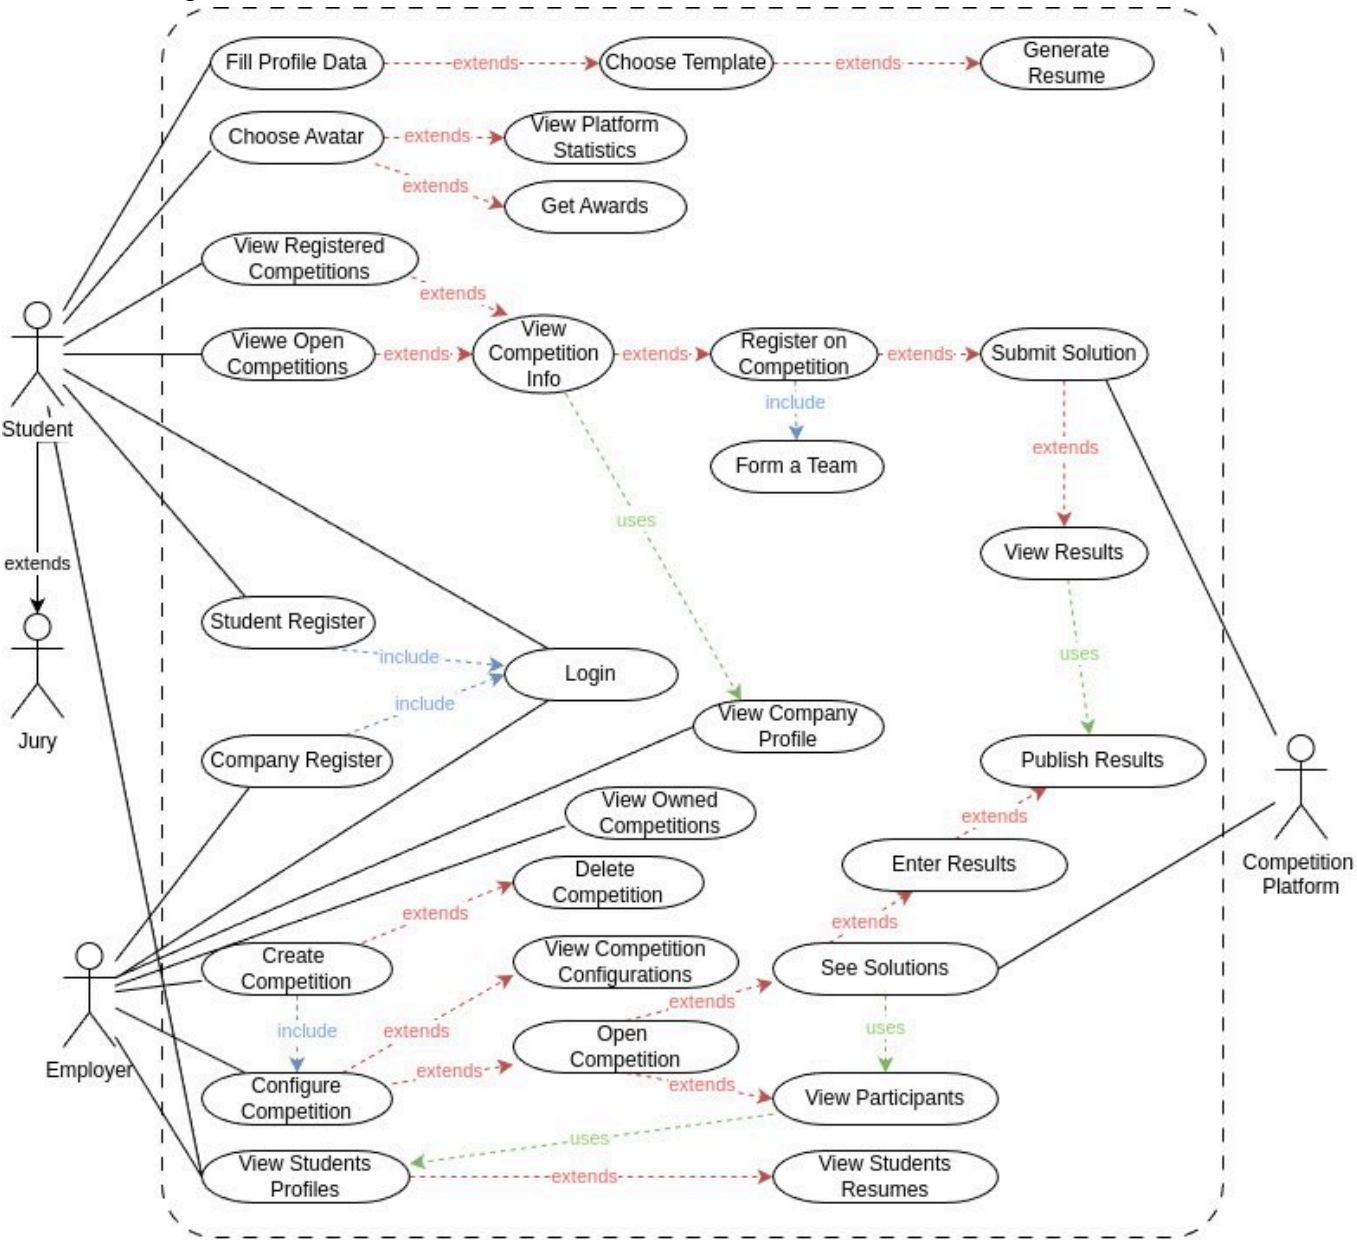 Fill Profile Data
extends
Choose Template
extends
Generate
Resume
Choose Avatar
extends
View Platform
Statistics
extends
Get Awards
View Registered
Competitions
extends
Viewe Open
Competitions
extends
View
Competition
Info
extends
Register on
Competition
extends
Submit Solution
include
Form a Team
extends
Student
uses
View Results
extends
Student Register
include
Login
uses
include
Jury
Company Register
View Company
Profile
Publish Results
View Owned
Competitions
extends
Enter Results
Competition
Platform
Delete
Competition
extends
extends
Create
Competition
View Competition
Configurations
See Solutions
extends
include
extends
Open
Competition
uses
Employer
extends
extends
Configure
Competition
View Participants
uses
View Students
Profiles
extends
View Students
Resumes